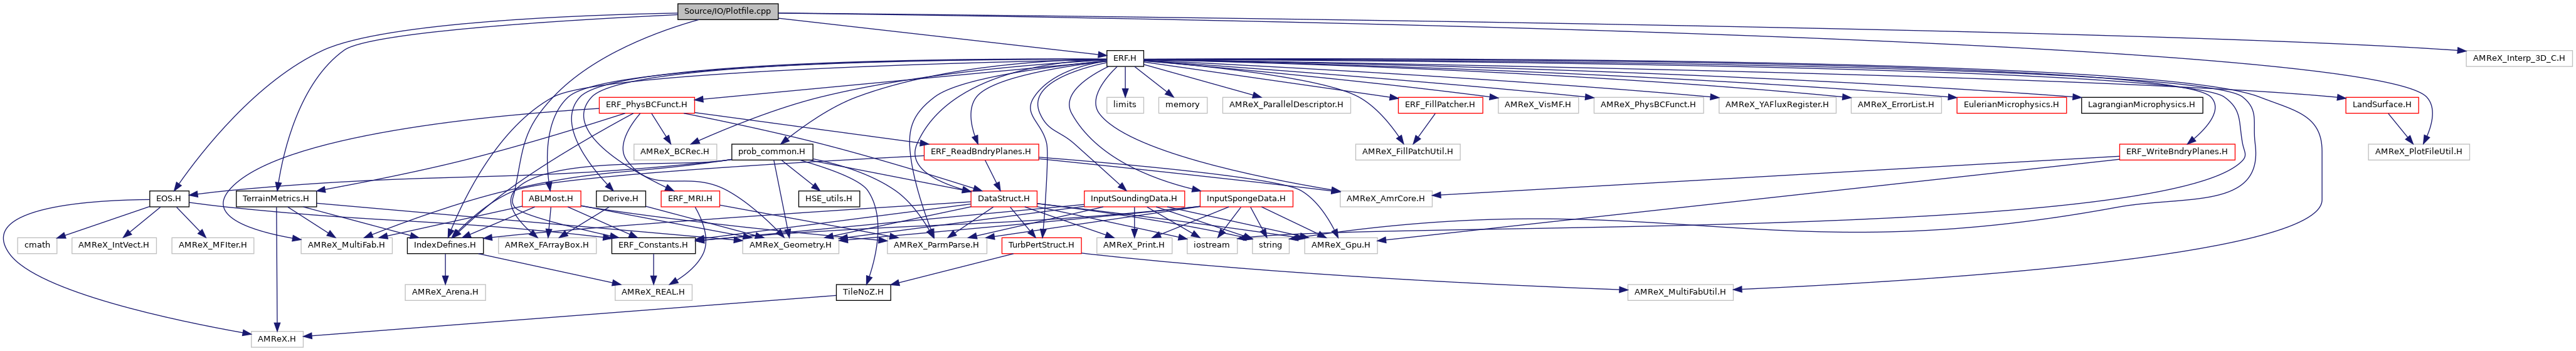 Source/IO/Plotfile.cpp
ERF.H
AMReX_Interp_3D_C.H
ERF_PhysBCFunct.H
limits
memory
AMReX_ParallelDescriptor.H
ERF_FillPatcher.H
AMReX_VisMF.H
AMReX_PhysBCFunct.H
AMReX_YAFluxRegister.H
AMReX_ErrorList.H
EulerianMicrophysics.H
LagrangianMicrophysics.H
LandSurface.H
AMReX_BCRec.H
prob_common.H
ERF_ReadBndryPlanes.H
AMReX_FillPatchUtil.H
ERF_WriteBndryPlanes.H
AMReX_PlotFileUtil.H
EOS.H
TerrainMetrics.H
ABLMost.H
Derive.H
ERF_MRI.H
HSE_utils.H
DataStruct.H
InputSoundingData.H
InputSpongeData.H
AMReX_AmrCore.H
cmath
AMReX_IntVect.H
AMReX_MFIter.H
AMReX_MultiFab.H
IndexDefines.H
AMReX_FArrayBox.H
ERF_Constants.H
AMReX_Geometry.H
AMReX_ParmParse.H
TurbPertStruct.H
AMReX_Print.H
iostream
string
AMReX_Gpu.H
AMReX_Arena.H
AMReX_REAL.H
TileNoZ.H
AMReX_MultiFabUtil.H
AMReX.H